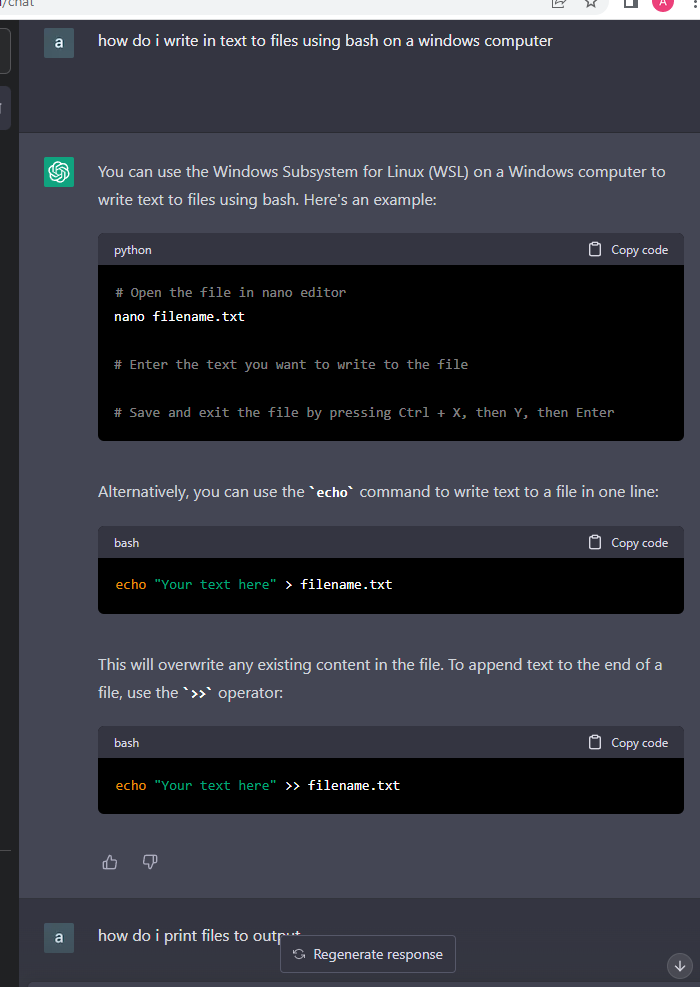 /chat
A
a
how do i write in text to files using bash on a windows computer
You can use the Windows Subsystem for Linux (WSL) on a Windows computer to
write text to files using bash. Here's an example:
python
Copy code
# Open the file in nano editor
nano filename.txt
# Enter the text you want to write to the file
# Save and exit the file by pressing Ctrl + X, then Y, then Enter
Alternatively, you can use the `echo` command to write text to a file in one line:
bash
Copy code
echo "Your text here" > filename.txt
This will overwrite any existing content in the file. To append text to the end of a
file, use the `>>` operator:
bash
Copy code
echo "Your text here" >> filename.txt
a
how do i print files to output
Regenerate response